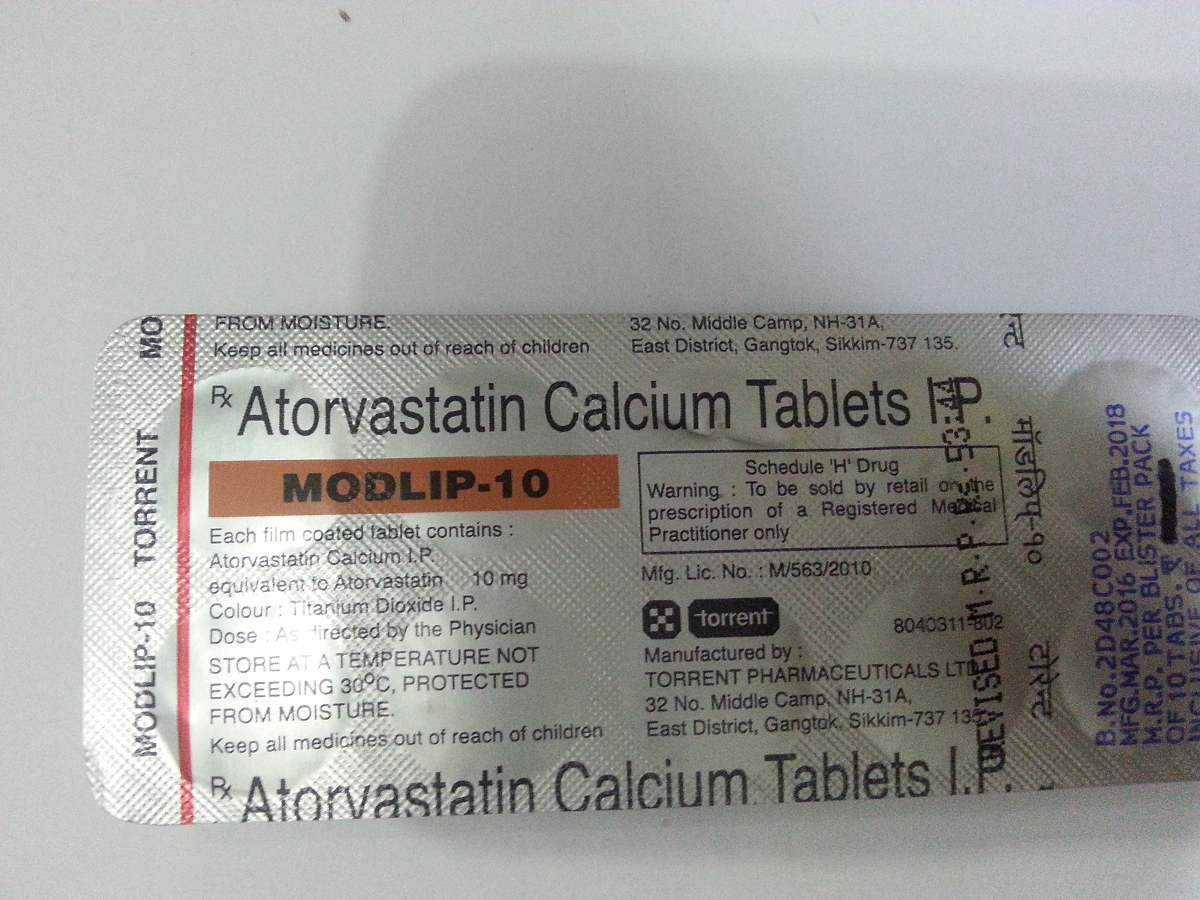 FROM MOISTURE.
Keep all medicines out of reach of children
32 No. Middle Camp, NH-31A,
East District, Gangtok, Sikkim-737 135.
Rx Atorvastatin Calcium Tablets I.P.
MODLIP-10
Each film coated tablet contains :
Atorvastatin Calcium I.P.
equivalent to Atorvastatin 10 mg
Colour : Titanium Dioxide I.P.
Dose : As directed by the Physician
STORE AT A TEMPERATURE NOT
EXCEEDING 30°C, PROTECTED
FROM MOISTURE.
Keep all medicines out of reach of children
Schedule 'H' Drug
Warning : To be sold by retail on the
prescription of a Registered Medical
Practitioner only
Mfg. Lic. No. : M/563/2010
torrent
8040311-802
Manufactured by :
TORRENT PHARMACEUTICALS LTD.
32 No. Middle Camp, NH-31A,
East District, Gangtok, Sikkim-737 135.
Rx Atorvastatin Calcium Tablets I.P.
MODLIP-10 TORRENT MO
REVISED M.R.P. RS. 53.44
टोरेंट मॉडलीप-१०
B.No.2D48C002
MFG.MAR.2016 EXP.FEB.2018
M.R.P. PER BLISTER PACK
OF 10 TABS. ₹
OF ALL TAXES